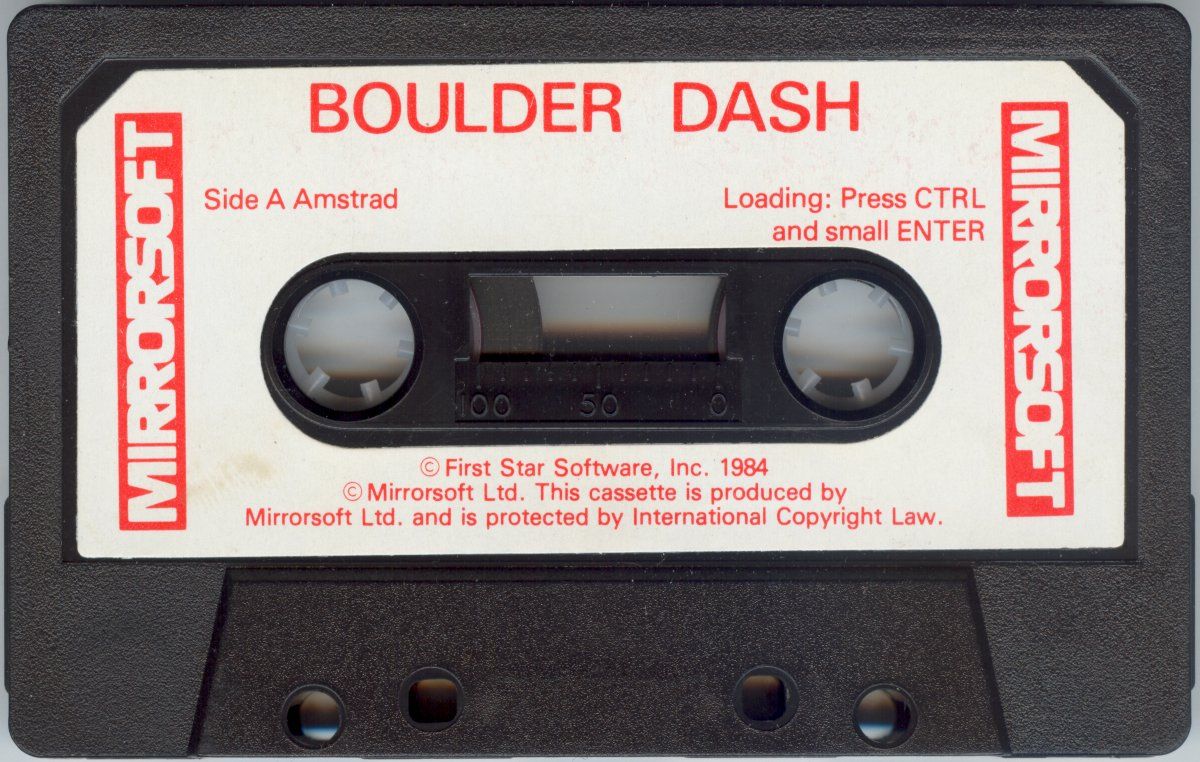 BOULDER DASH
MIRRORSOFT
Side A Amstrad
Loading: Press CTRL
and small ENTER
MIRRORSOFT
100 50 0
© First Star Software, Inc. 1984
© Mirrorsoft Ltd. This cassette is produced by
Mirrorsoft Ltd. and is protected by International Copyright Law.